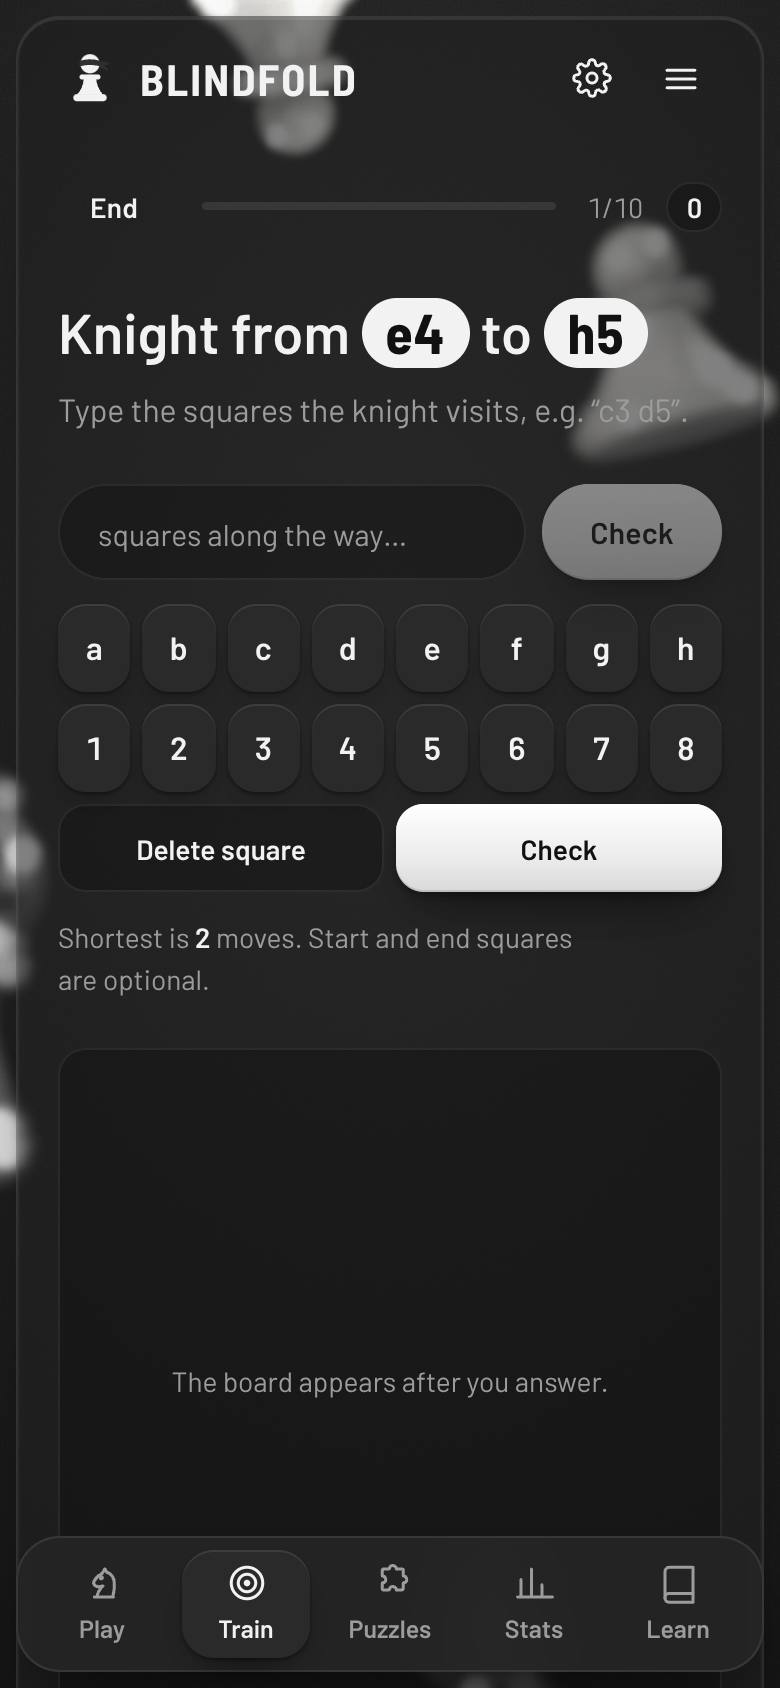 BLINDFOLD
End 1/10 0
Knight from e4 to h5
Type the squares the knight visits, e.g. “c3 d5”.
squares along the way... Check
a b c d e f g h
1 2 3 4 5 6 7 8
Delete square Check
Shortest is 2 moves. Start and end squares
are optional.
The board appears after you answer.
Play Train Puzzles Stats Learn